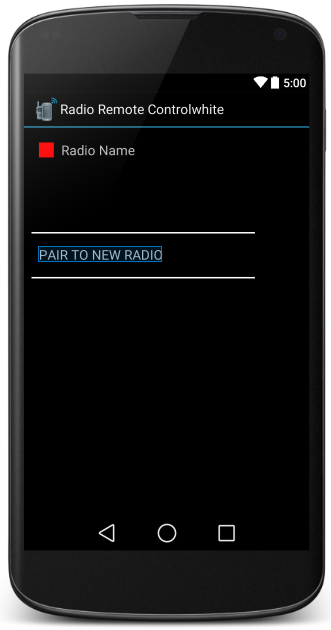 5:00
Radio Remote Controlwhite
Radio Name
PAIR TO NEW RADIO